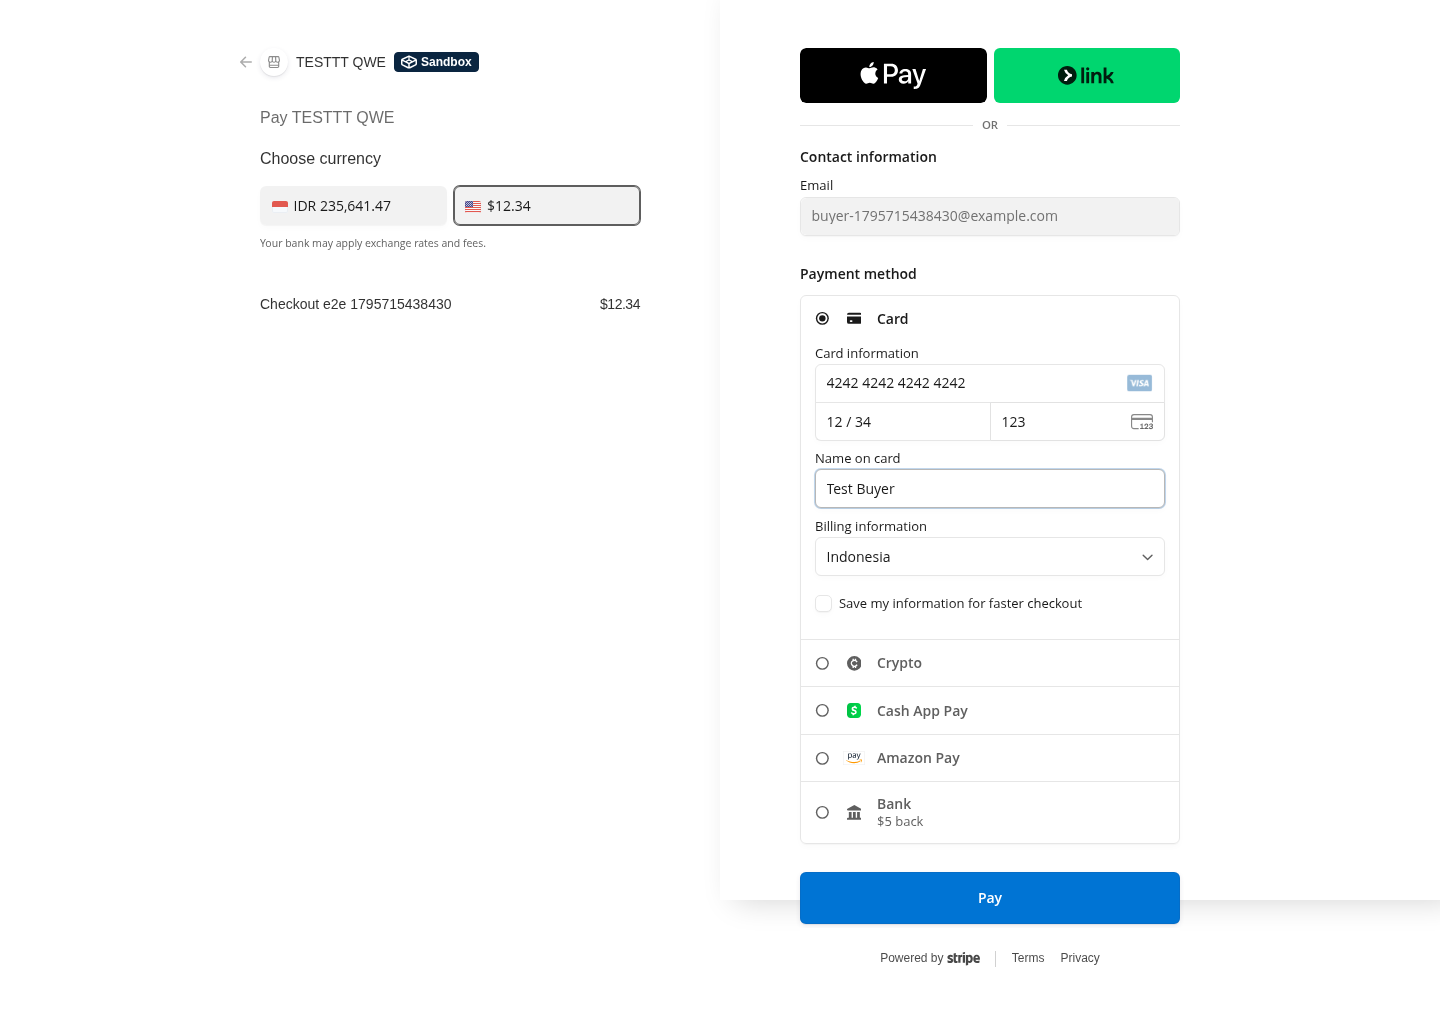 TESTTT QWE Sandbox
Pay TESTTT QWE
Choose currency
IDR 235,641.47 $12.34
Your bank may apply exchange rates and fees.
Checkout e2e 1795715438430 $12.34
Pay link
OR
Contact information
Email
buyer-1795715438430@example.com
Payment method
Card
Card information
4242 4242 4242 4242 VISA
12 / 34 123 123
Name on card
Test Buyer
Billing information
Indonesia
Save my information for faster checkout
Crypto
$ Cash App Pay
pay Amazon Pay
Bank
$5 back
Pay
Powered by stripe Terms Privacy